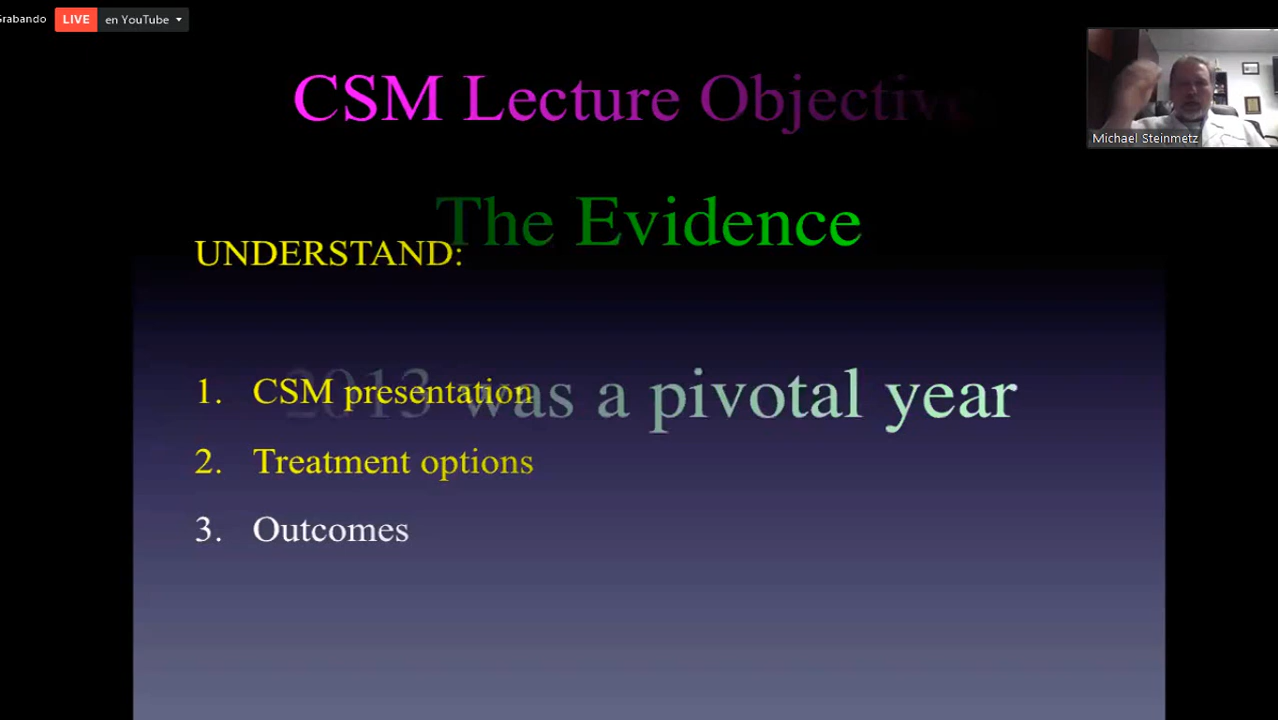 Grabando
LIVE en YouTube
Michael Steinmetz
CSM Lecture Objective
The Evidence
UNDERSTAND:
2013 was a pivotal year
1. CSM presentation
2. Treatment options
3. Outcomes